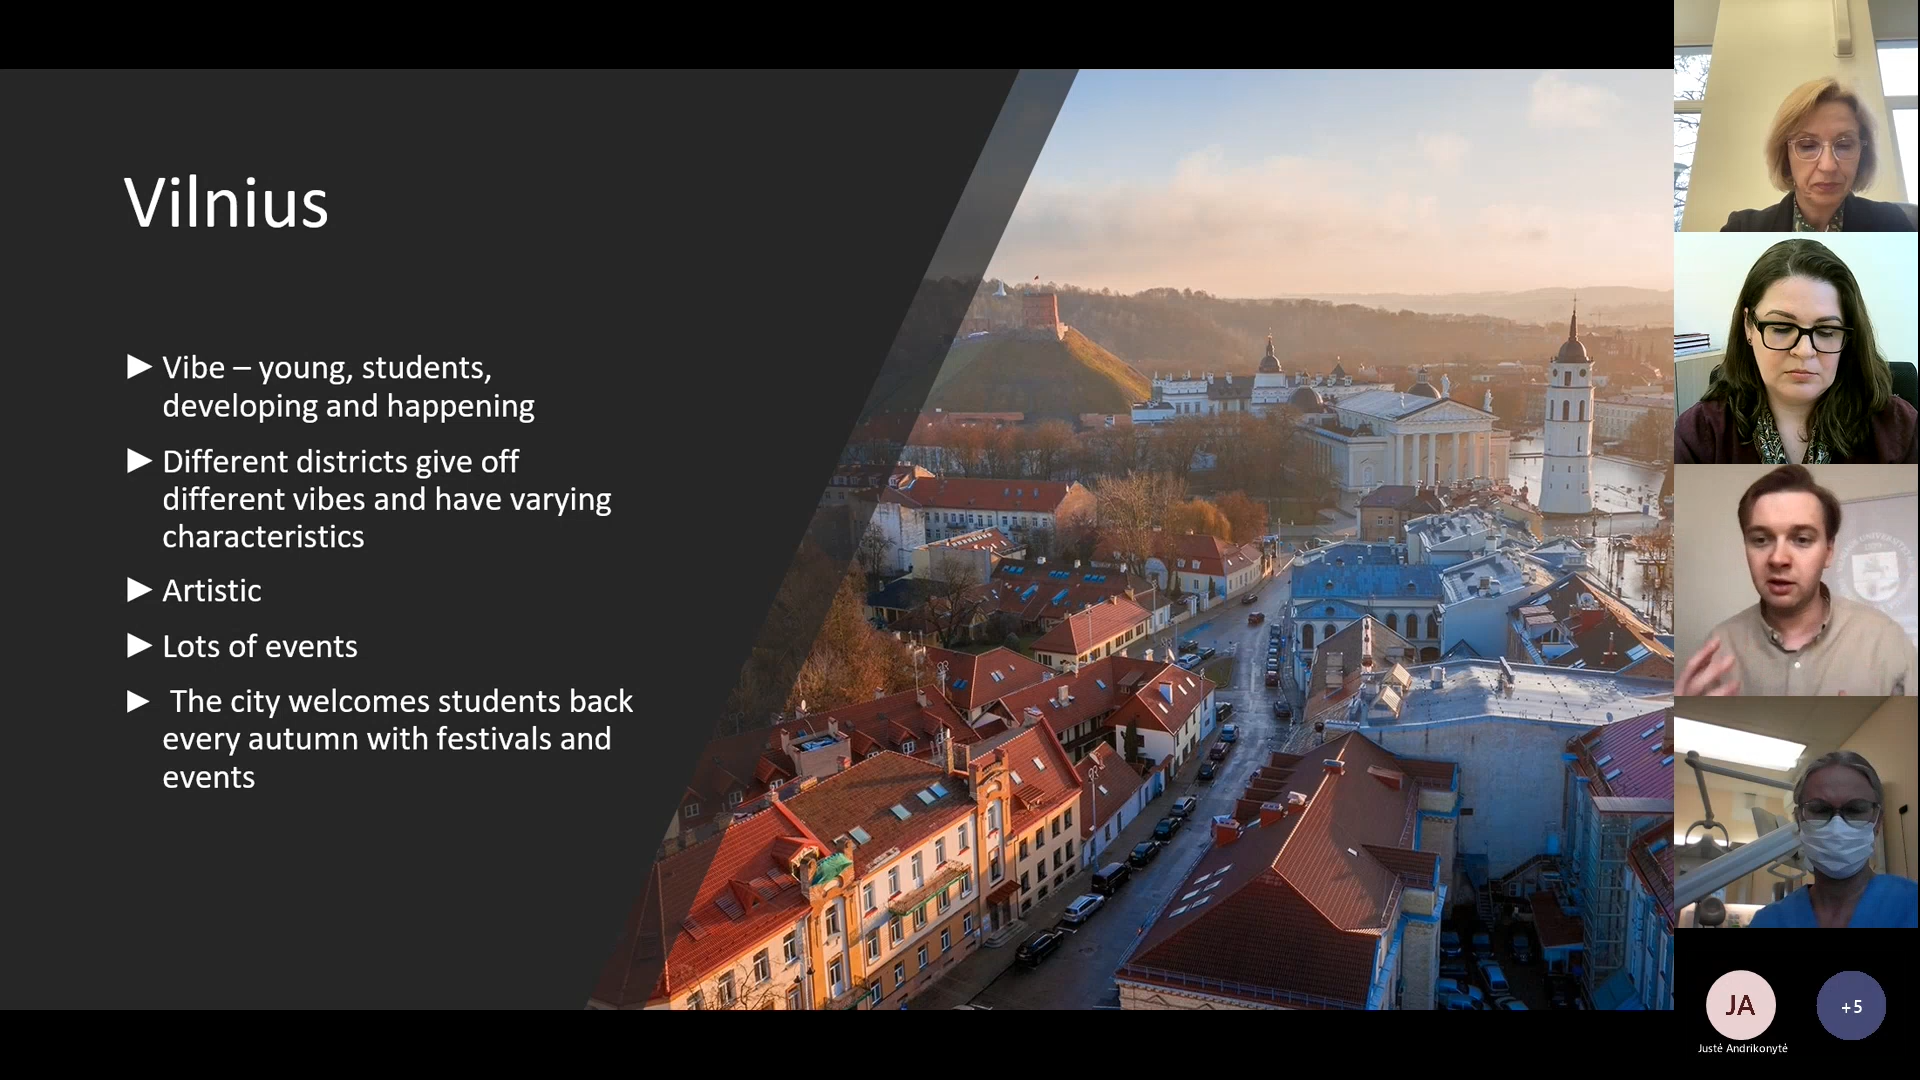 Vilnius
► Vibe – young, students,
developing and happening
► Different districts give off
different vibes and have varying
characteristics
► Artistic
► Lots of events
► The city welcomes students back
every autumn with festivals and
events
JA
+5
Justė Andrikonytė